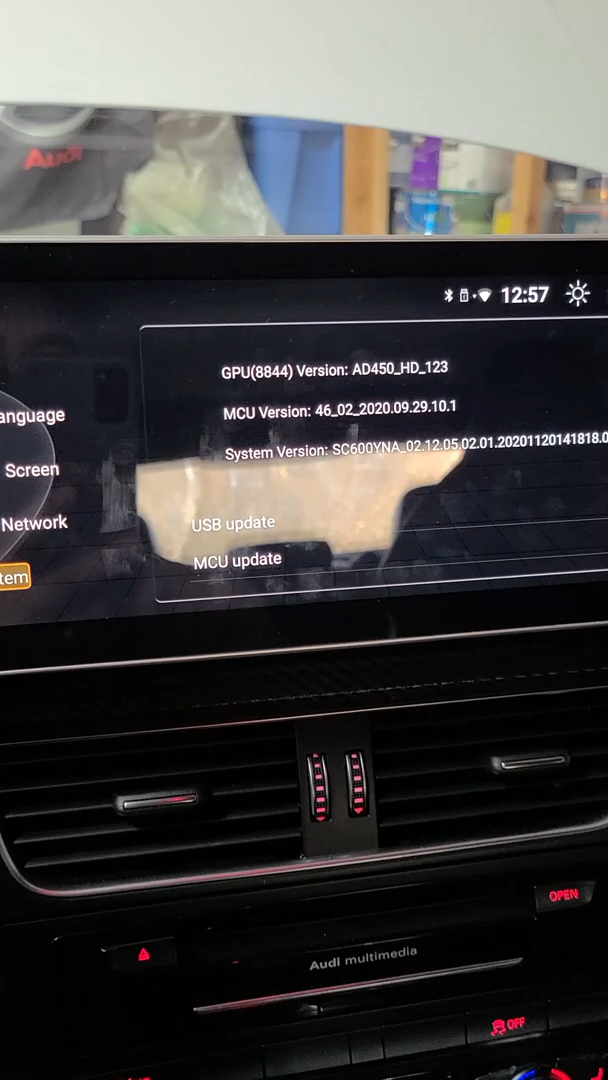 AUDI
12:57
GPU(8844) Version: AD450_HD_123
MCU Version: 46_02_2020.09.29.10.1
System Version: SC600YNA_02.12.05.02.01.20201120141818.0
anguage
Screen
Network
tem
USB update
MCU update
OPEN
Audi multimedia
OFF